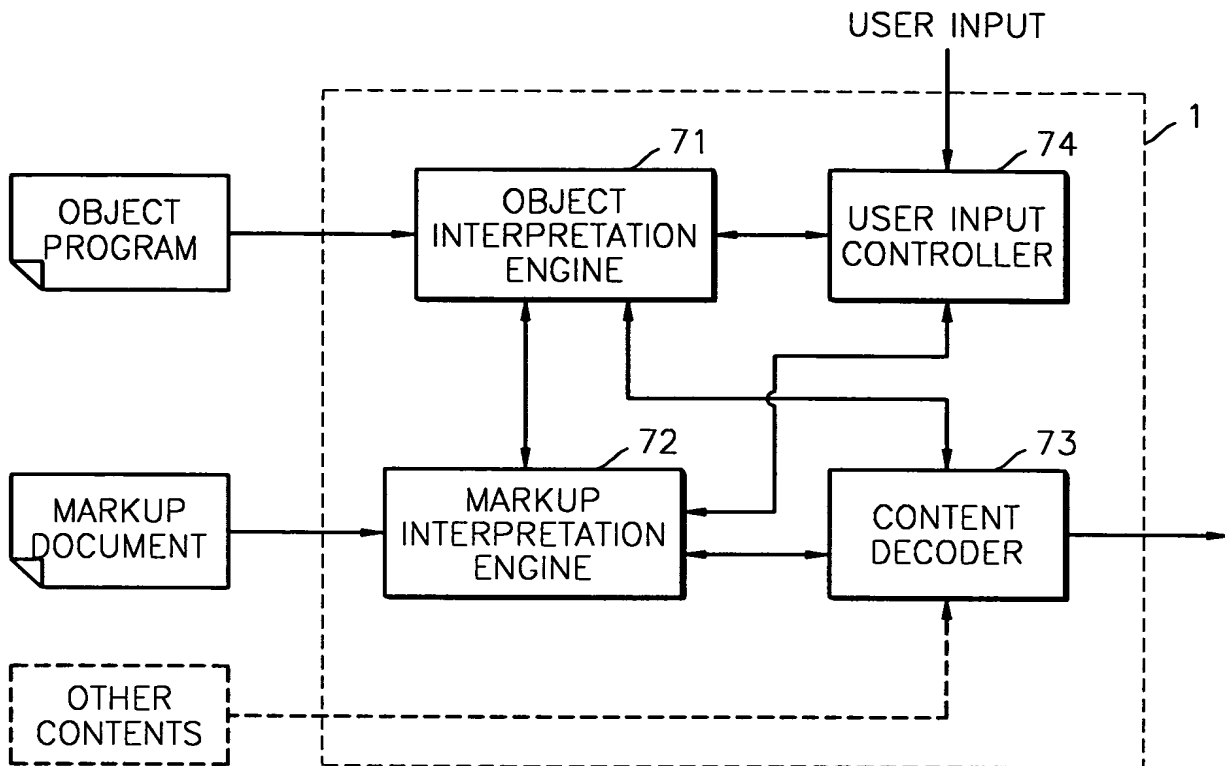 USER INPUT
1
71
74
OBJECT
PROGRAM
OBJECT
INTERPRETATION
ENGINE
USER INPUT
CONTROLLER
72
73
MARKUP
DOCUMENT
MARKUP
INTERPRETATION
ENGINE
CONTENT
DECODER
OTHER
CONTENTS